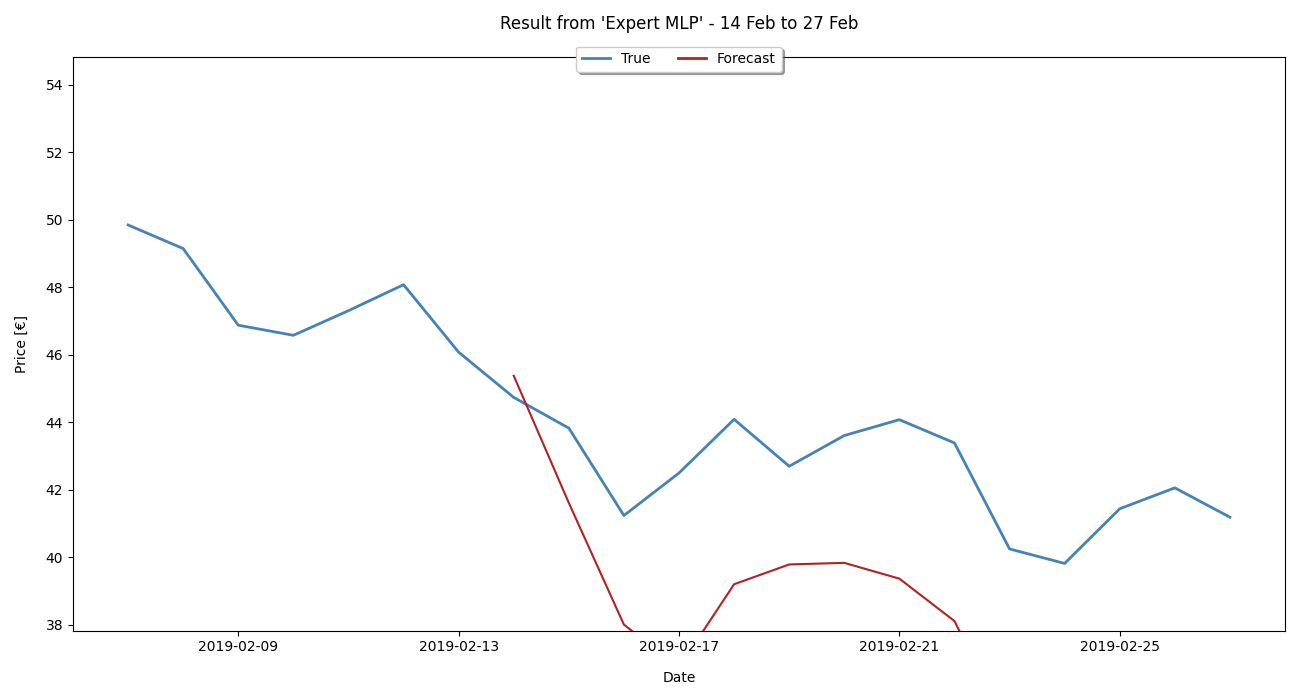 Result from 'Expert MLP' - 14 Feb to 27 Feb
True Forecast
54
52
50
48
46
44
42
40
38
Price [€]
2019-02-09 2019-02-13 2019-02-17 2019-02-21 2019-02-25
Date